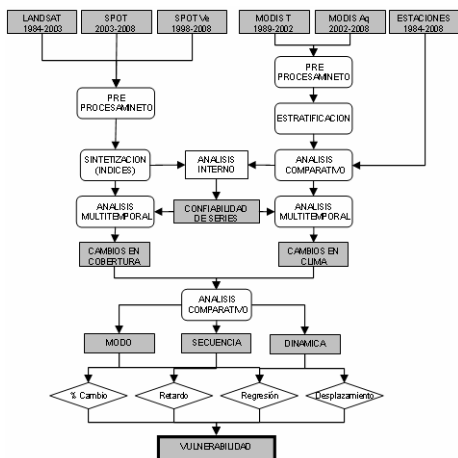 LANDSAT
1984-2003
SPOT
2003-2008
SPOT Ve
1998-2008
MODIS T
1989-2002
MODIS Aq
2002-2008
ESTACIONES
1984-2008
PRE
PROCESAMINETO
PRE
PROCESAMINETO
ESTRATIFICACION
SINTETIZACION
(INDICES)
ANALISIS
INTERNO
ANALISIS
COMPARATIVO
ANALISIS
MULTITEMPORAL
CONFIABILIDAD
DE SERIES
ANALISIS
MULTITEMPORAL
CAMBIOS EN
COBERTURA
CAMBIOS EN
CLIMA
ANALISIS
COMPARATIVO
MODO
SECUENCIA
DINAMICA
% Cambio
Retardo
Regresión
Desplazamiento
VULNERABILIDAD